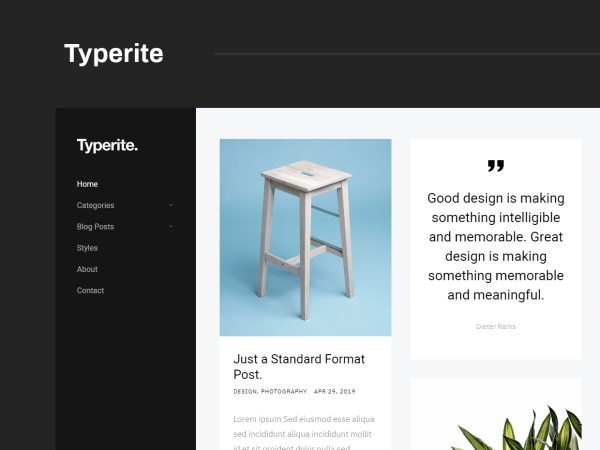 Typerite
Typerite.
Home
Categories
Blog Posts
Styles
About
Contact
Just a Standard Format
Post.
DESIGN, PHOTOGRAPHY APR 29, 2019
Lorem ipsum Sed eiusmod esse aliqua
sed incididunt aliqua incididunt mollit
id et sit proident dolor nulla sed
❞
Good design is making
something intelligible
and memorable. Great
design is making
something memorable
and meaningful.
Dieter Rams